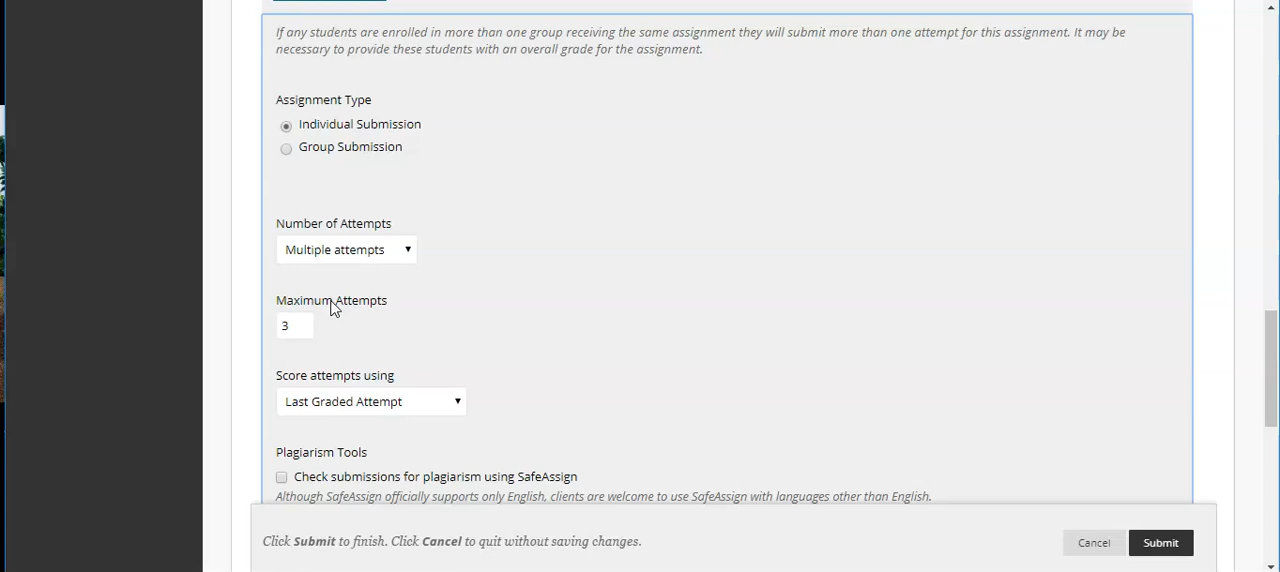 If any students are enrolled in more than one group receiving the same assignment they will submit more than one attempt for this assignment. It may be
necessary to provide these students with an overall grade for the assignment.
Assignment Type
Individual Submission
Group Submission
Number of Attempts
Multiple attempts
Maximum Attempts
3
Score attempts using
Last Graded Attempt
Plagiarism Tools
Check submissions for plagiarism using SafeAssign
Although SafeAssign officially supports only English, clients are welcome to use SafeAssign with languages other than English.
Click Submit to finish. Click Cancel to quit without saving changes.
Cancel
Submit